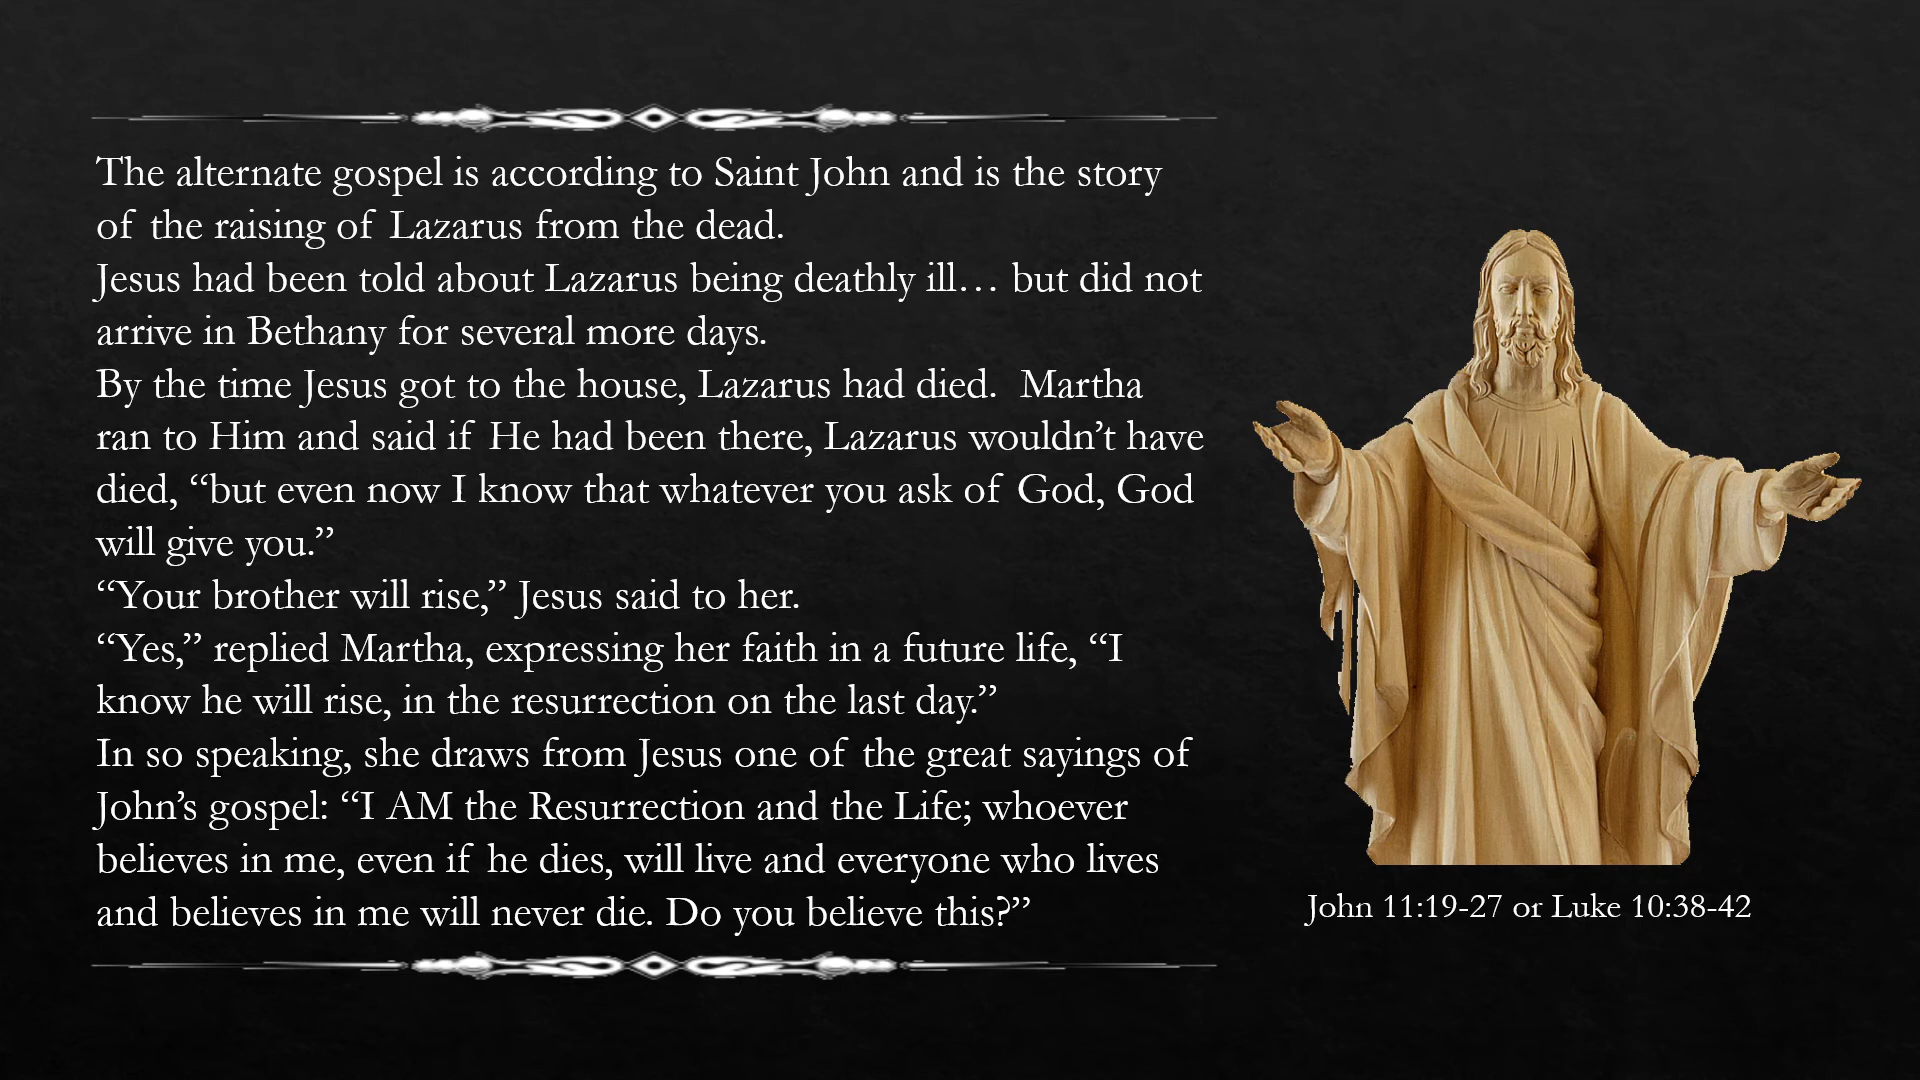 The alternate gospel is according to Saint John and is the story
of the raising of Lazarus from the dead.
Jesus had been told about Lazarus being deathly ill… but did not
arrive in Bethany for several more days.
By the time Jesus got to the house, Lazarus had died.  Martha
ran to Him and said if He had been there, Lazarus wouldn’t have
died, “but even now I know that whatever you ask of God, God
will give you.”
“Your brother will rise,” Jesus said to her.
“Yes,” replied Martha, expressing her faith in a future life, “I
know he will rise, in the resurrection on the last day.”
In so speaking, she draws from Jesus one of the great sayings of
John’s gospel: “I AM the Resurrection and the Life; whoever
believes in me, even if he dies, will live and everyone who lives
and believes in me will never die. Do you believe this?”
John 11:19-27 or Luke 10:38-42